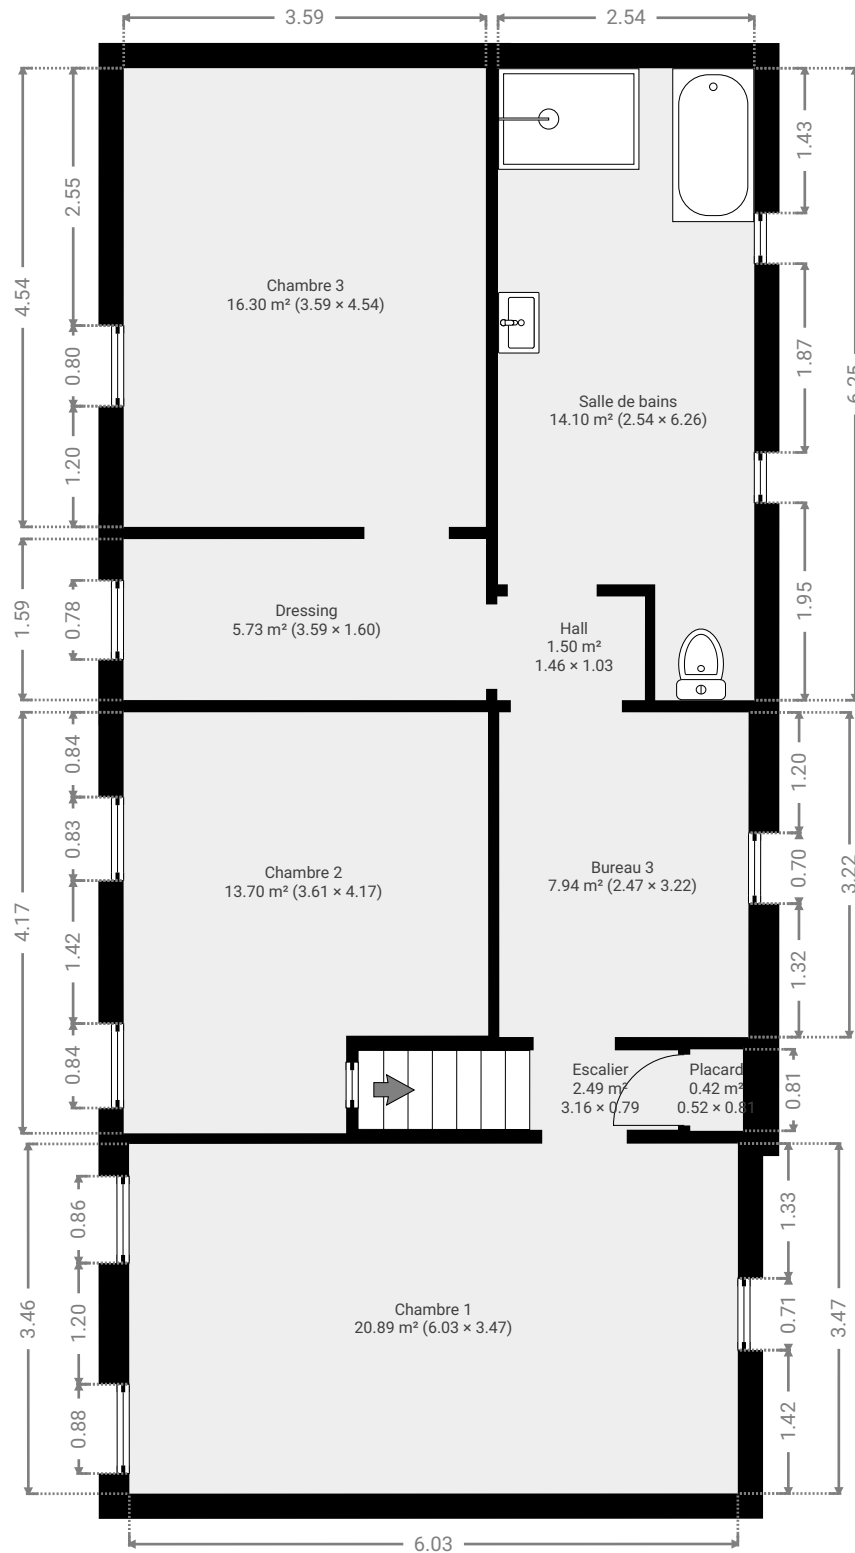 3.59
2.54
2.55
4.54
0.80
1.20
1.43
1.87
6.25
1.95
Chambre 3
16.30 m² (3.59 × 4.54)
Salle de bains
14.10 m² (2.54 × 6.26)
1.59
0.78
Dressing
5.73 m² (3.59 × 1.60)
Hall
1.50 m²
1.46 × 1.03
0.84
0.83
4.17
1.42
0.84
Chambre 2
13.70 m² (3.61 × 4.17)
Bureau 3
7.94 m² (2.47 × 3.22)
1.20
0.70
3.22
1.32
Escalier
2.49 m²
3.16 × 0.79
Placard
0.42 m²
0.52 × 0.81
0.81
0.86
3.46
1.20
0.88
Chambre 1
20.89 m² (6.03 × 3.47)
1.33
0.71
3.47
1.42
6.03